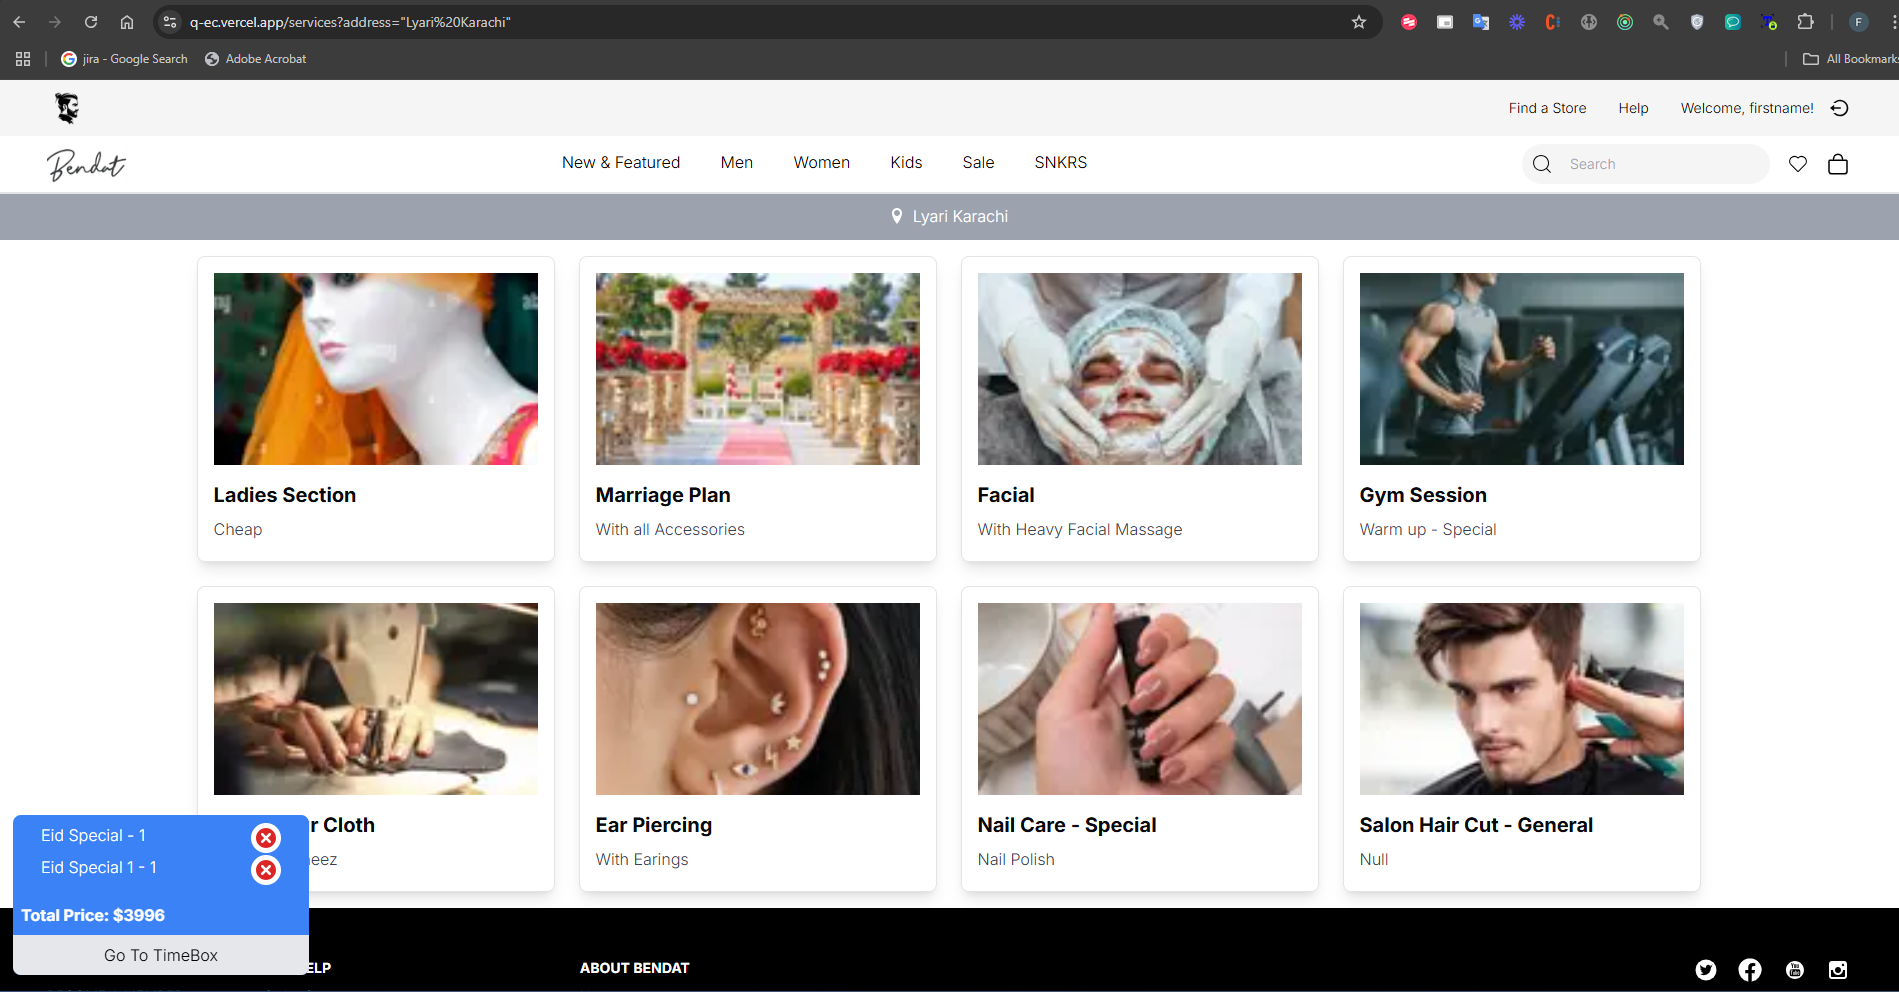 q-ec.vercel.app/services?address="Lyari%20Karachi"
jira - Google Search
Adobe Acrobat
All Bookmarks
Find a Store
Help
Welcome, firstname!
Bendat
New & Featured
Men
Women
Kids
Sale
SNKRS
Search
Lyari Karachi
Ladies Section
Cheap
Marriage Plan
With all Accessories
Facial
With Heavy Facial Massage
Gym Session
Warm up - Special
r Cloth
eez
Ear Piercing
With Earings
Nail Care - Special
Nail Polish
Salon Hair Cut - General
Null
Eid Special - 1
Eid Special 1 - 1
Total Price: $3996
Go To TimeBox
ELP
ABOUT BENDAT